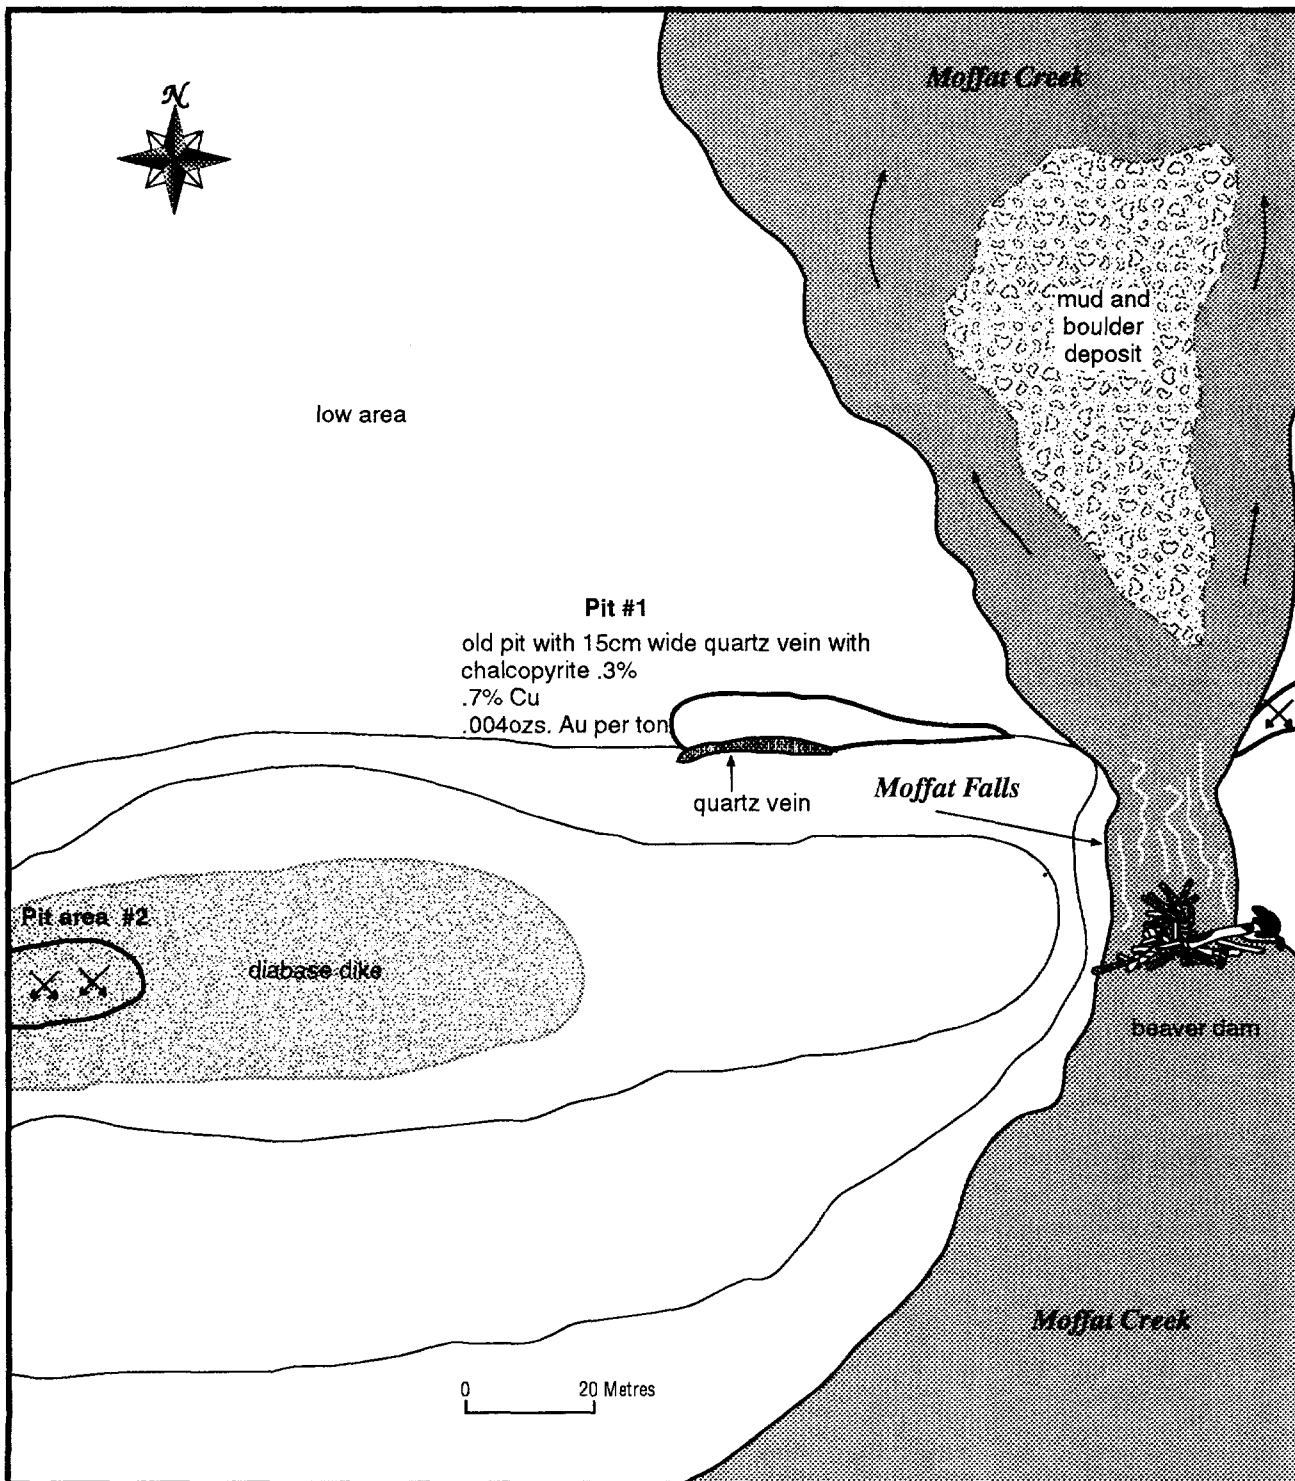 Moffat Creek
N
mud and
boulder
deposit
low area
Pit #1
old pit with 15cm wide quartz vein with
chalcopyrite .3%
.7% Cu
.004ozs. Au per ton
quartz vein
Moffat Falls
Pit area #2
diabase dike
beaver dam
Moffat Creek
0 20 Metres